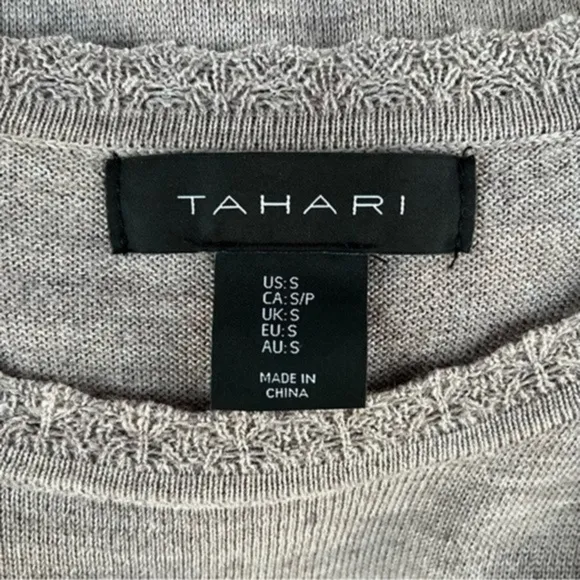 TAHARI
US: S
CA: S/P
UK: S
EU: S
AU: S
MADE IN
CHINA